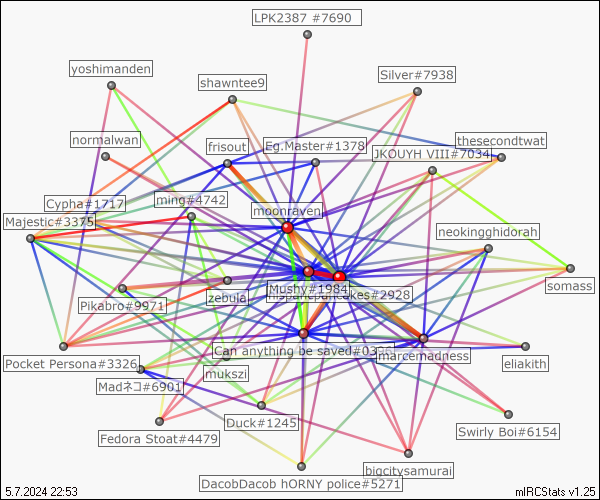 LPK2387 #7690
yoshimanden
shawntee9
Silver#7938
normalwan
frisout
Eg.Master#1378
thesecondtwat
JKOUYH VIII#7034
Cypha#1717
ming#4742
moonraven
Majestic#3375
neokingghidorah
Mushy#1984
#2928
zebuja
somass
Pikabro#9971
Can anything be saved
marcemadness
Pocket Persona#3326
mukszi
eliakith
Madネコ#6901
Duck#1245
Swirly Boi#6154
Fedora Stoat#4479
bigcitysamurai
DacobDacob hORNY police#5271
5.7.2024 22:53
mIRCStats v1.25